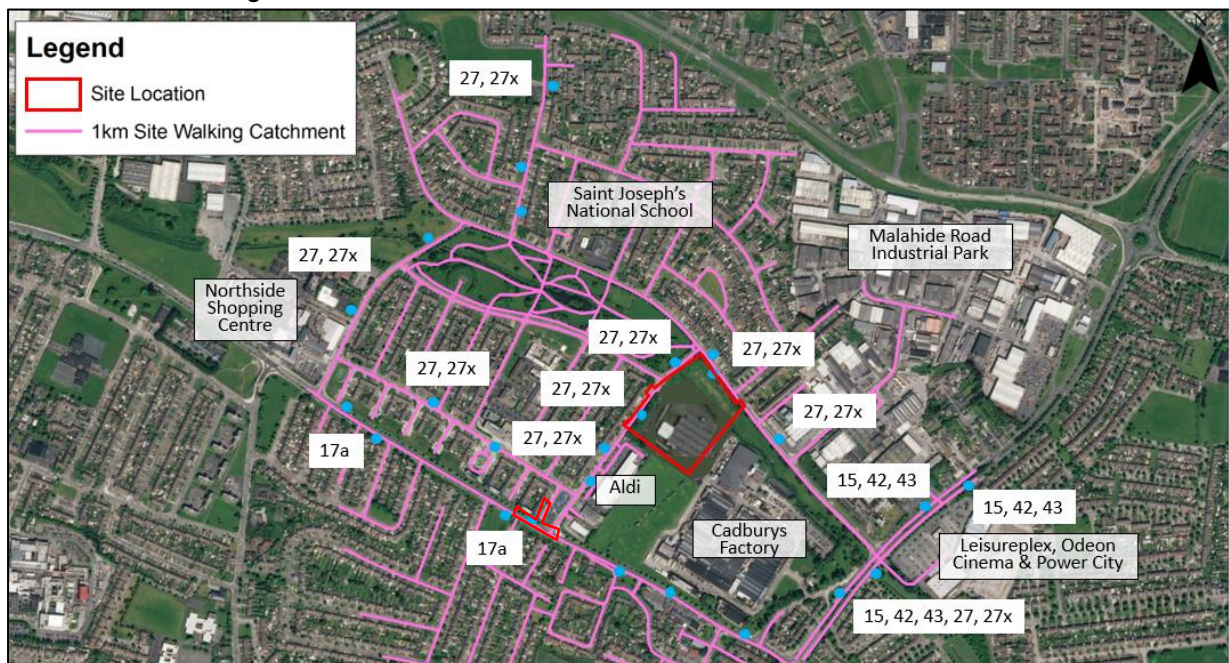 Legend
Site Location
1km Site Walking Catchment
N
27, 27x
Saint Joseph's
National School
Malahide Road
Industrial Park
27, 27x
Northside
Shopping
Centre
27, 27x
27, 27x
27, 27x
27, 27x
27, 27x
27, 27x
17a
Aldi
15, 42, 43
15, 42, 43
17a
Cadburys
Factory
Leisureplex, Odeon
Cinema & Power City
15, 42, 43, 27, 27x